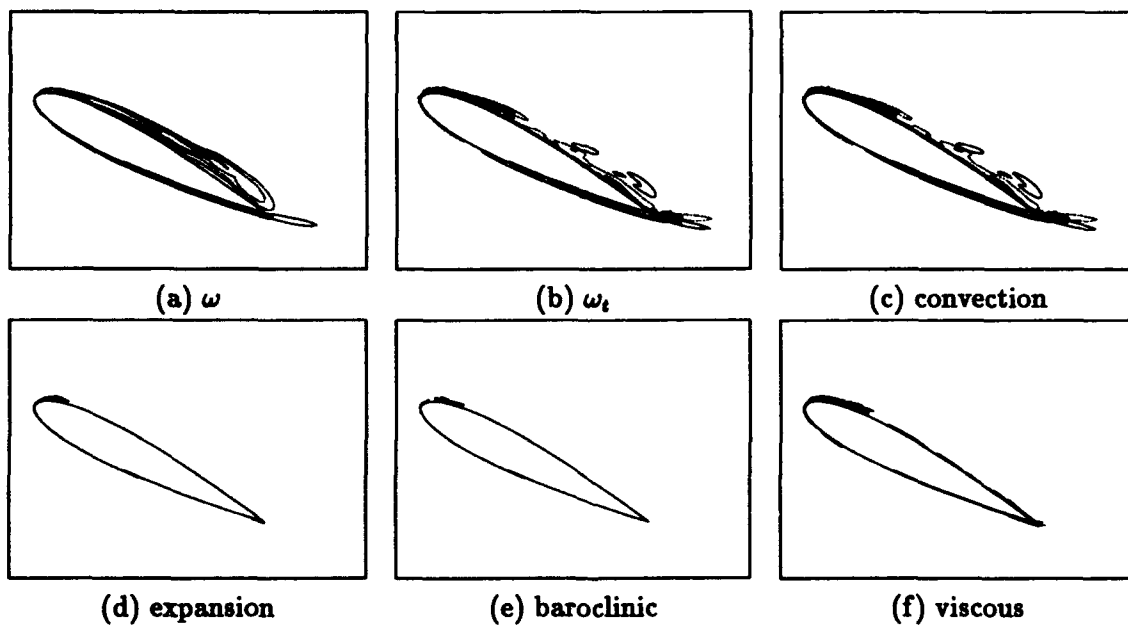 (a) ω
(b) ωₜ
(c) convection
(d) expansion
(e) baroclinic
(f) viscous